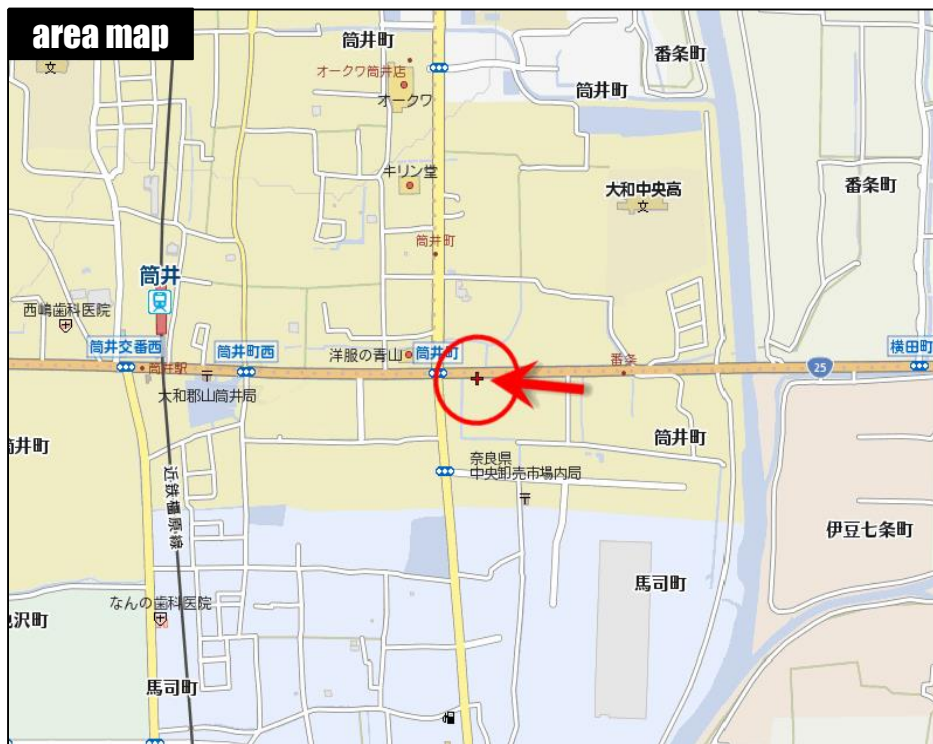 area map
筒井町
オークワ筒井店
オークワ
番条町
筒井町
キリン堂
大和中央高
文
番条町
筒井町
筒井
西嶋歯科医院
筒井交番西
筒井町西
洋服の青山
筒井町
番条
横田町
25
筒井駅
大和郡山筒井局
井町
筒井町
奈良県
中央卸売市場内局
近鉄橿原線
伊豆七条町
馬司町
なんの歯科医院
沢町
馬司町